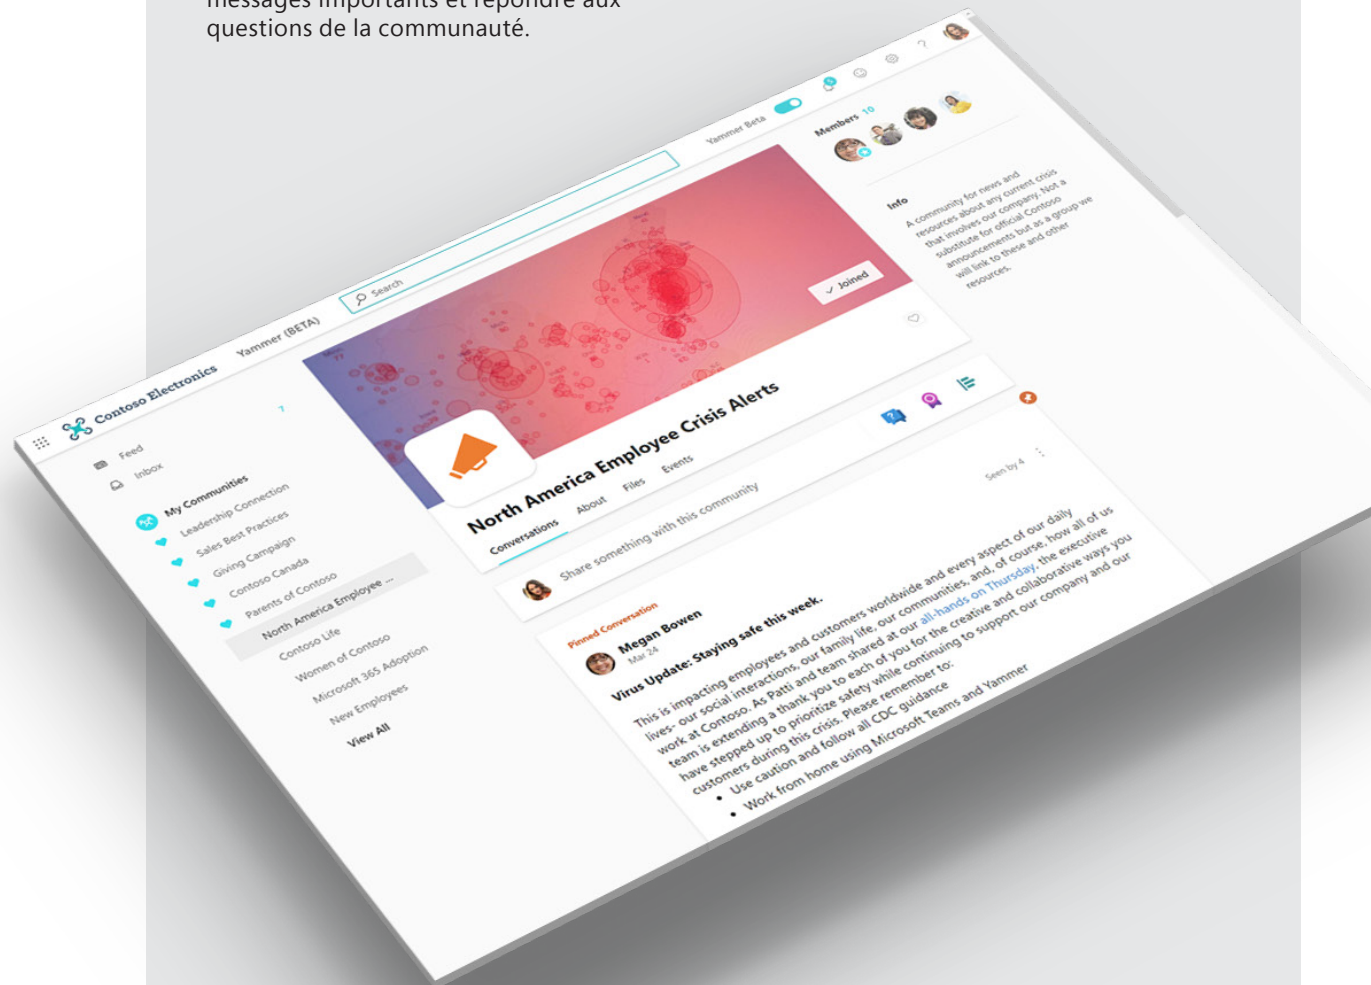 messages importants et répondre aux
questions de la communauté.
Contoso Electronics
Yammer (BETA)
Search
Yammer Beta
?
Feed
Inbox
My Communities
Leadership Connection
Sales Best Practices
Giving Campaign
Contoso Canada
Parents of Contoso
North America Employee ...
Contoso Life
Women of Contoso
Microsoft 365 Adoption
New Employees
View All
Joined
North America Employee Crisis Alerts
Conversations
About
Files
Events
Share something with this community
Seen by 4
Pinned Conversation
Megan Bowen
Mar 24
Virus Update: Staying safe this week.
This is impacting employees and customers worldwide and every aspect of our daily
lives- our social interactions, our family life, our communities, and, of course, how all of us
work at Contoso. As Patti and team shared at our all-hands on Thursday, the executive
team is extending a thank you to each of you for the creative and collaborative ways you
have stepped up to prioritize safety while continuing to support our company and our
customers during this crisis. Please remember to:
• Use caution and follow all CDC guidance
• Work from home using Microsoft Teams and Yammer
Members 10
Info
A community for news and
resources about any current crisis
that involves our company. Not a
substitute for official Contoso
announcements but as a group we
will link to these and other
resources.